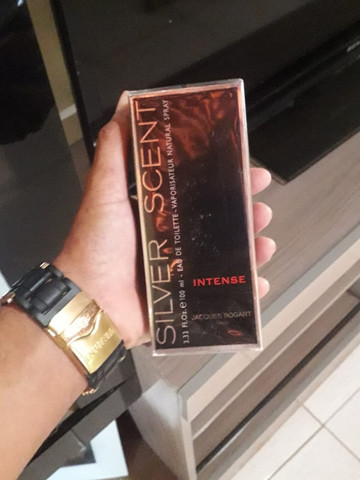 SILVER SCENT
EAU DE TOILETTE-VAPORISATEUR NATURAL SPRAY
3.33 FL.Oz. e 100 ml
INTENSE
JACQUES BOGART